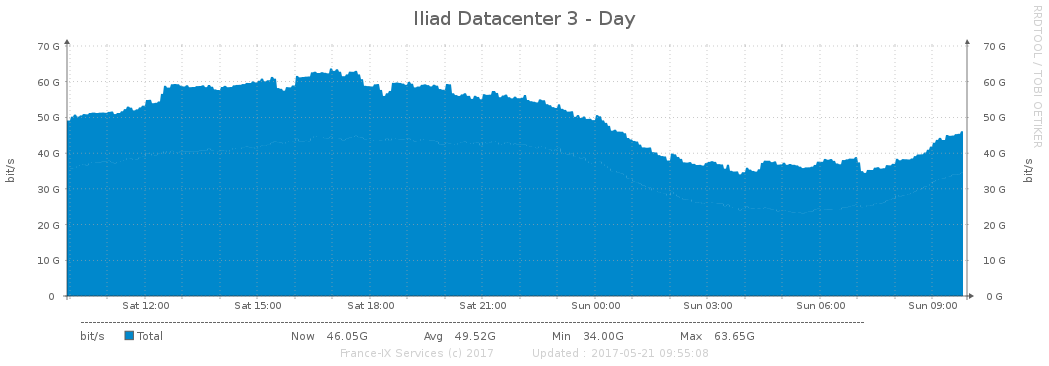 Iliad Datacenter 3 - Day
RRDTOOL / TOBI OETIKER
70 G 70 G
60 G 60 G
50 G 50 G
40 G 40 G
30 G 30 G
20 G 20 G
10 G 10 G
0 0 G
bit/s bit/s
Sat 12:00 Sat 15:00 Sat 18:00 Sat 21:00 Sun 00:00 Sun 03:00 Sun 06:00 Sun 09:00
bit/s Total Now 46.05G Avg 49.52G Min 34.00G Max 63.65G
France-IX Services (c) 2017 Updated : 2017-05-21 09:55:08